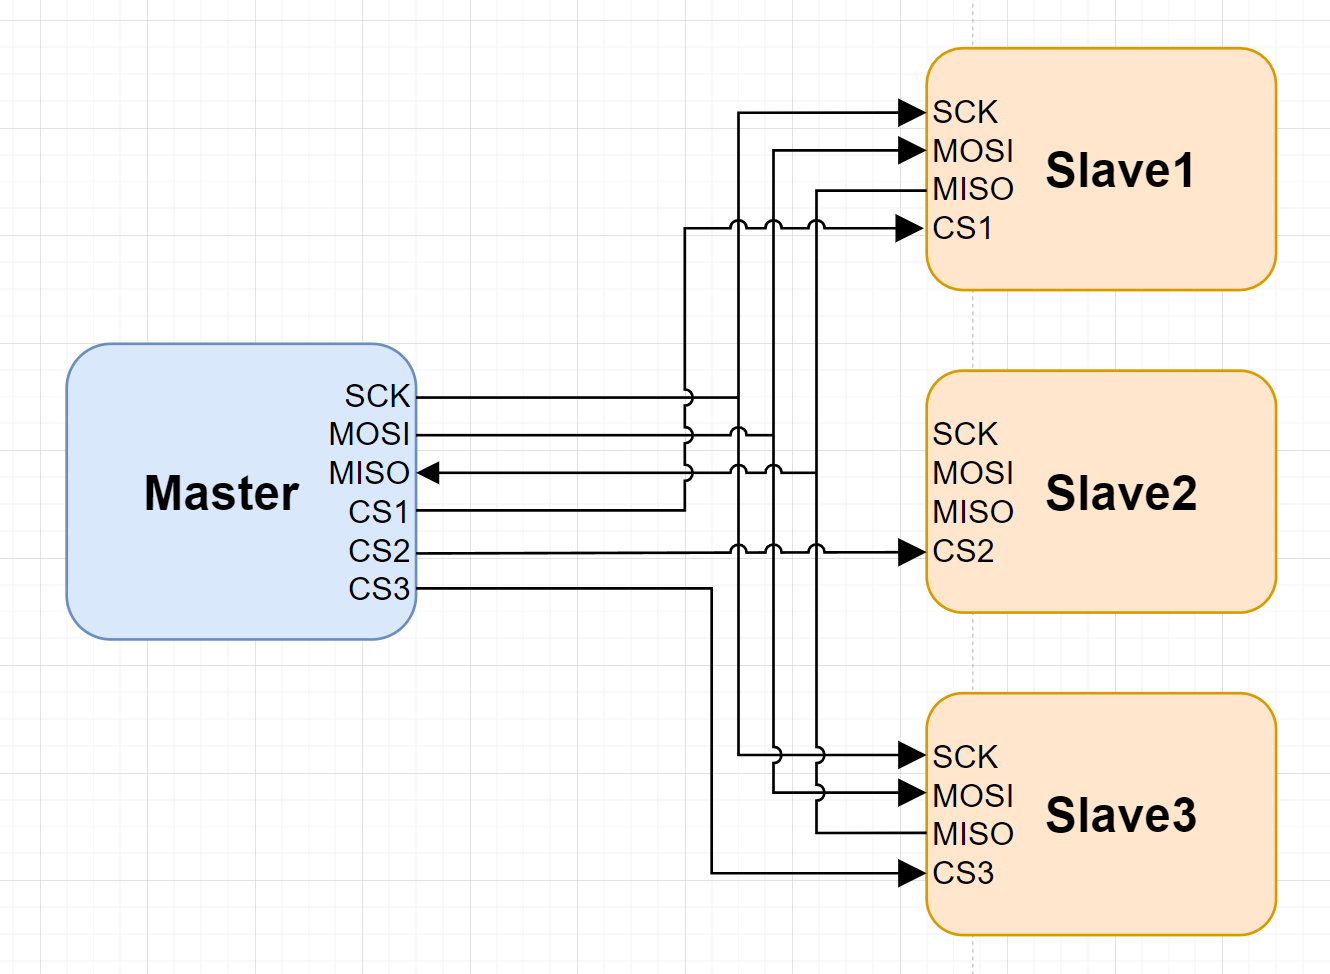 Master
SCK
MOSI
MISO
CS1
CS2
CS3
SCK
MOSI
MISO
CS1
Slave1
SCK
MOSI
MISO
CS2
Slave2
SCK
MOSI
MISO
CS3
Slave3